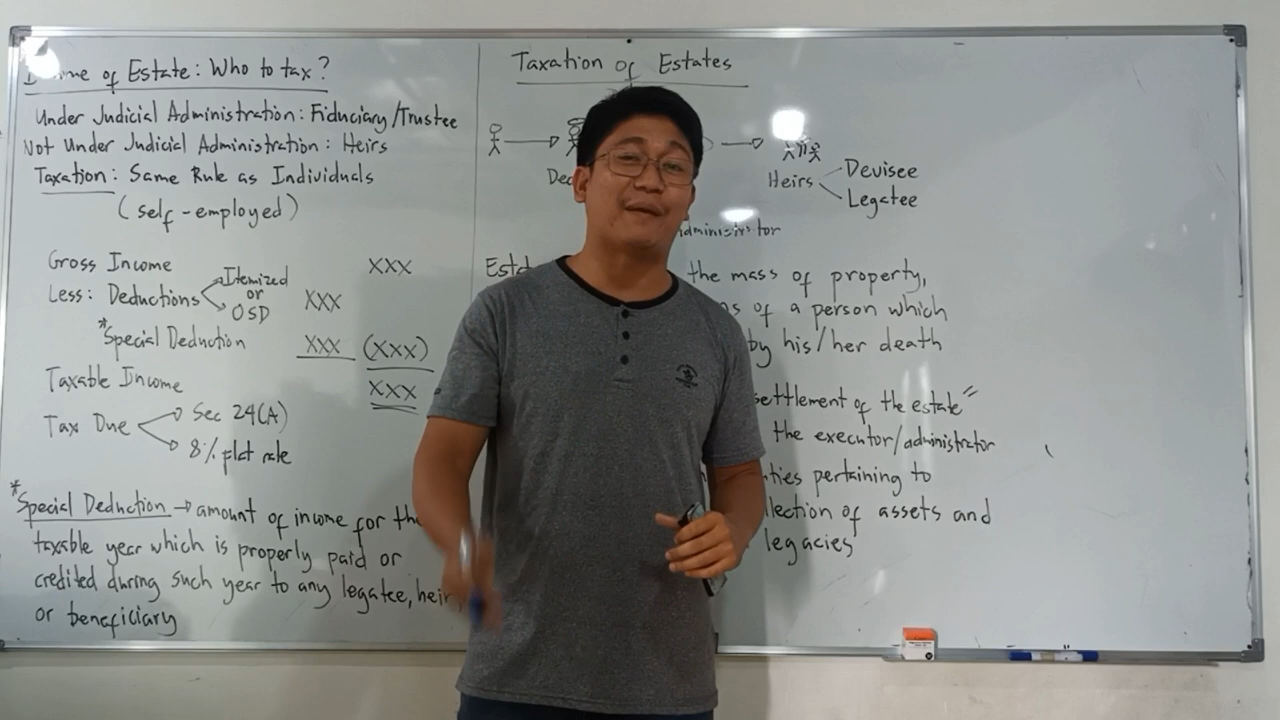 of Estate: Who to tax?
Under Judicial Administration: Fiduciary/Trustee
Not Under Judicial Administration: Heirs
Taxation: Same Rule as Individuals
(self-employed)
Gross Income XXX
Less: Deductions Itemized
or
OSD XXX
*Special Deduction XXX (XXX)
Taxable Income XXX
Tax Due Sec 24(A)
8% flat rate
*Special Deduction → amount of income for the
taxable year which is properly paid or
credited during such year to any legatee, heir,
or beneficiary
Taxation of Estates
Heirs Devisee
Legatee
the mass of property,
of a person which
by his/her death
settlement of the estate"
the executor/administrator
pertaining to
of assets and
legacies